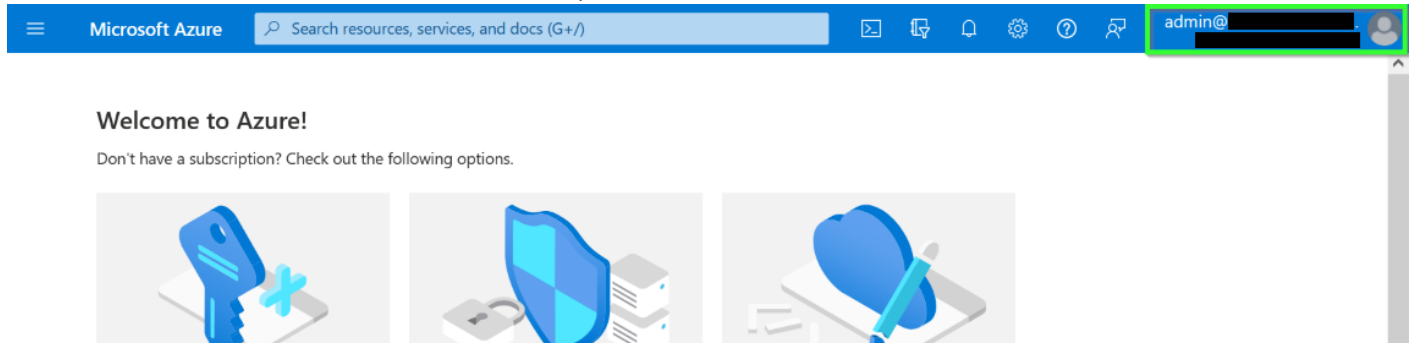 Microsoft Azure
Search resources, services, and docs (G+/)
admin@
Welcome to Azure!
Don't have a subscription? Check out the following options.